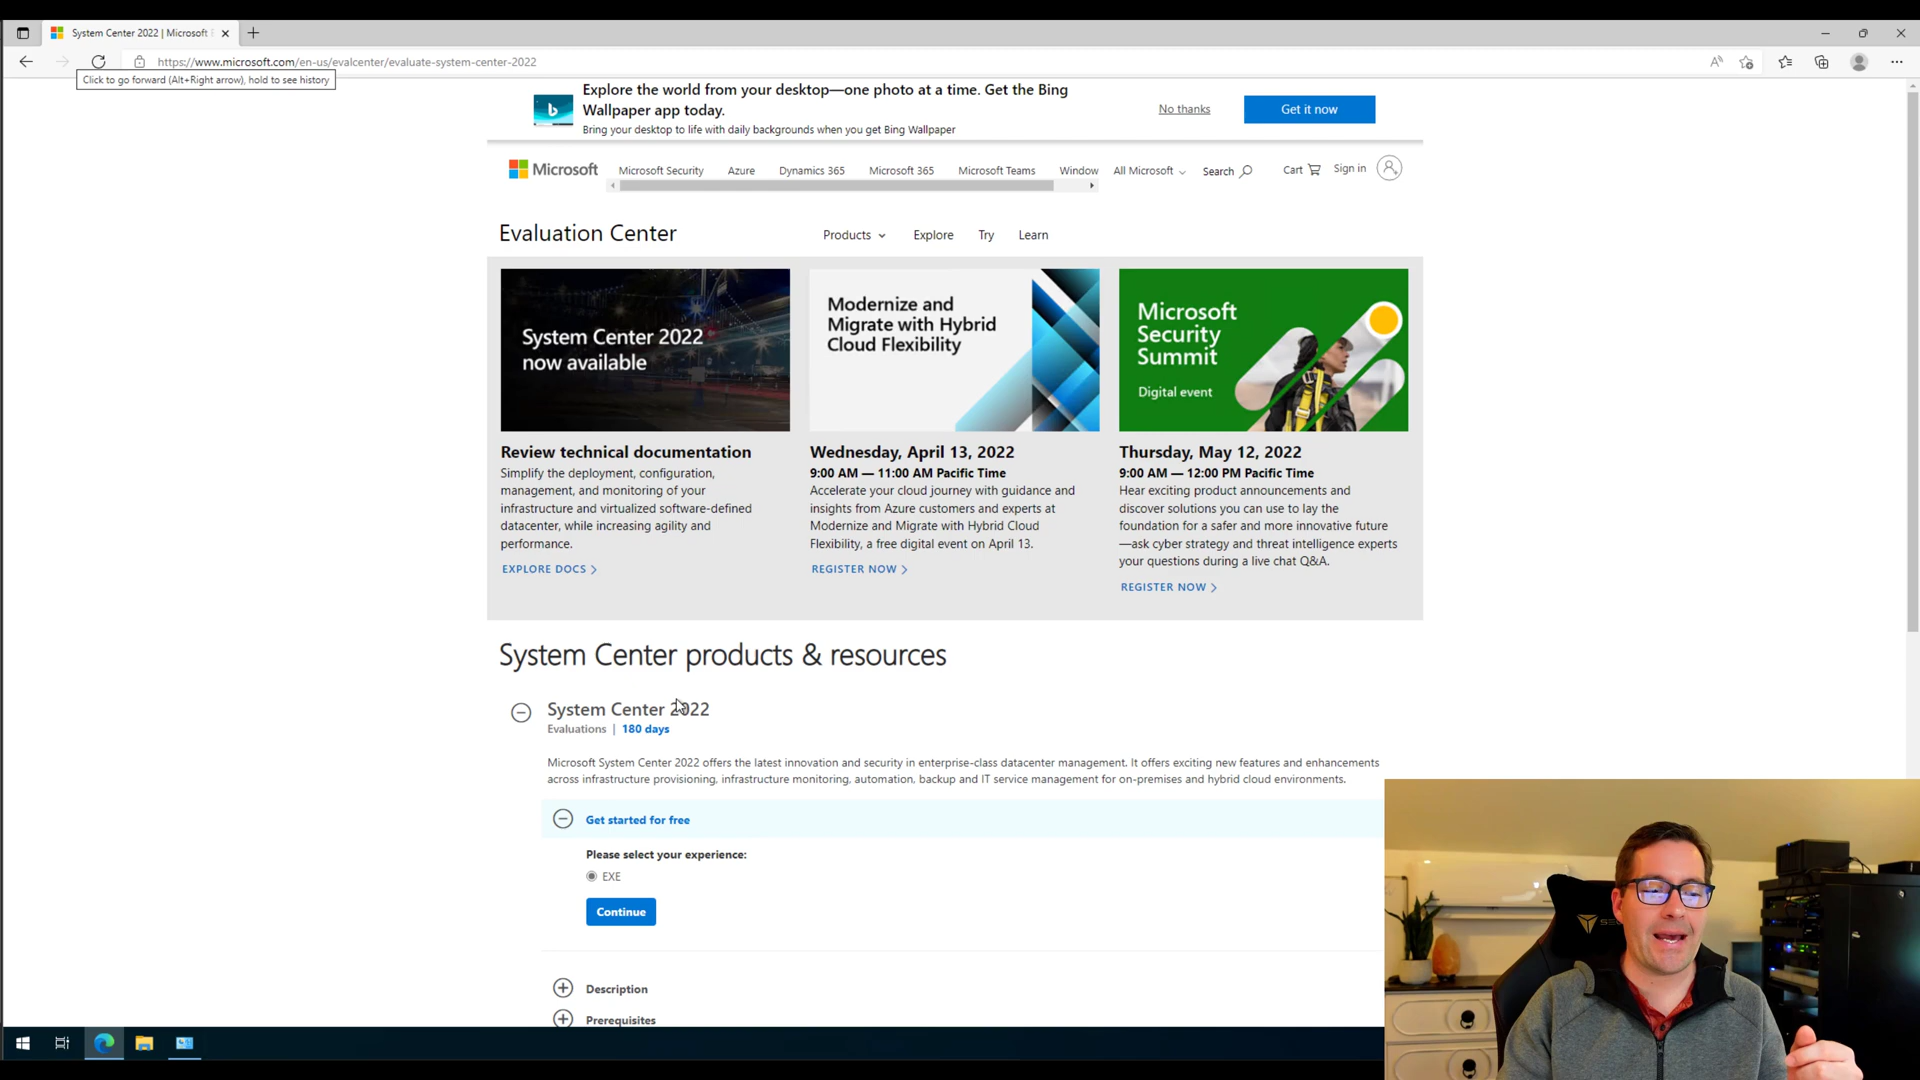 System Center 2022 | Microsoft
https://www.microsoft.com/en-us/evalcenter/evaluate-system-center-2022
Click to go forward (Alt+Right arrow), hold to see history
Explore the world from your desktop—one photo at a time. Get the Bing
Wallpaper app today.
Bring your desktop to life with daily backgrounds when you get Bing Wallpaper
No thanks
Get it now
Microsoft
Microsoft Security
Azure
Dynamics 365
Microsoft 365
Microsoft Teams
Window
All Microsoft
Search
Cart
Sign in
Evaluation Center
Products
Explore
Try
Learn
System Center 2022
now available
Review technical documentation
Simplify the deployment, configuration,
management, and monitoring of your
infrastructure and virtualized software-defined
datacenter, while increasing agility and
performance.
EXPLORE DOCS
Modernize and
Migrate with Hybrid
Cloud Flexibility
Wednesday, April 13, 2022
9:00 AM — 11:00 AM Pacific Time
Accelerate your cloud journey with guidance and
insights from Azure customers and experts at
Modernize and Migrate with Hybrid Cloud
Flexibility, a free digital event on April 13.
REGISTER NOW
Microsoft
Security
Summit
Digital event
Thursday, May 12, 2022
9:00 AM — 12:00 PM Pacific Time
Hear exciting product announcements and
discover solutions you can use to lay the
foundation for a safer and more innovative future
—ask cyber strategy and threat intelligence experts
your questions during a live chat Q&A.
REGISTER NOW
System Center products & resources
System Center 2022
Evaluations | 180 days
Microsoft System Center 2022 offers the latest innovation and security in enterprise-class datacenter management. It offers exciting new features and enhancements
across infrastructure provisioning, infrastructure monitoring, automation, backup and IT service management for on-premises and hybrid cloud environments.
Get started for free
Please select your experience:
EXE
Continue
Description
Prerequisites